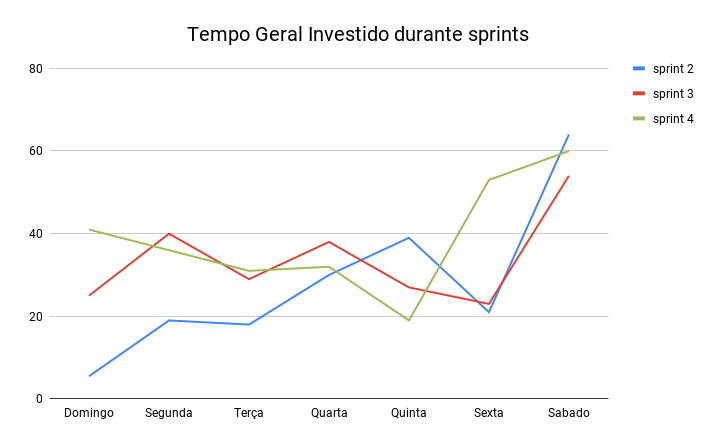 Tempo Geral Investido durante sprints
80
60
40
20
0
Domingo
Segunda
Terça
Quarta
Quinta
Sexta
Sabado
sprint 2
sprint 3
sprint 4